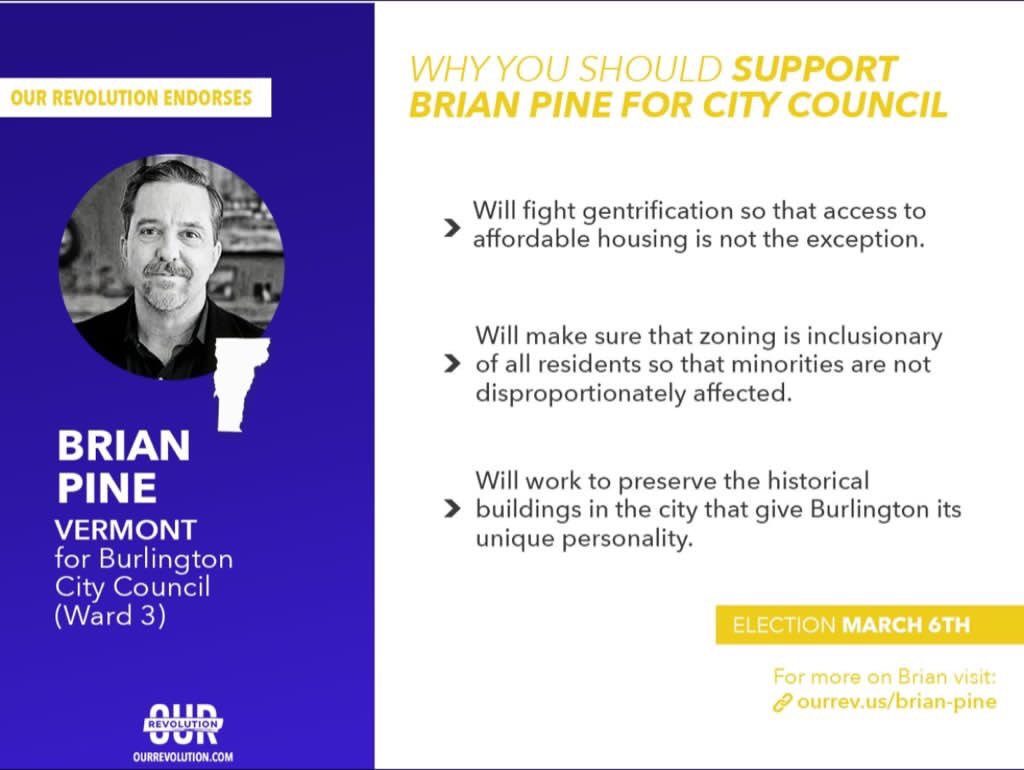 OUR REVOLUTION ENDORSES
BRIAN
PINE
VERMONT
for Burlington
City Council
(Ward 3)
OUR
REVOLUTION
OURREVOLUTION.COM
WHY YOU SHOULD SUPPORT
BRIAN PINE FOR CITY COUNCIL
Will fight gentrification so that access to
affordable housing is not the exception.
Will make sure that zoning is inclusionary
of all residents so that minorities are not
disproportionately affected.
Will work to preserve the historical
buildings in the city that give Burlington its
unique personality.
ELECTION MARCH 6TH
For more on Brian visit:
ourrev.us/brian-pine